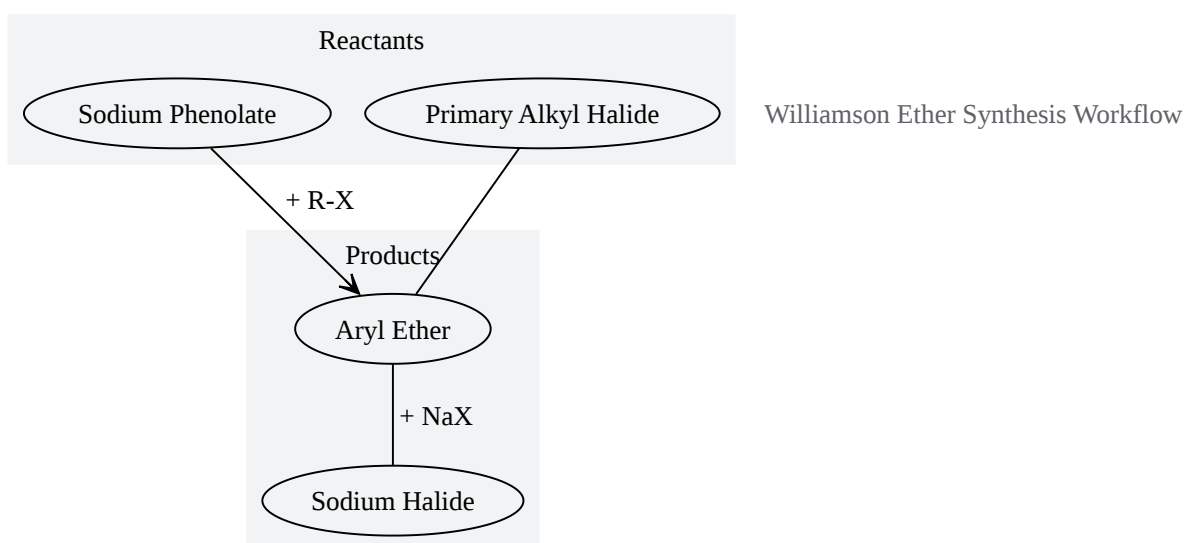 Reactants
Sodium Phenolate
Primary Alkyl Halide
Williamson Ether Synthesis Workflow
+ R-X
Products
Aryl Ether
+ NaX
Sodium Halide